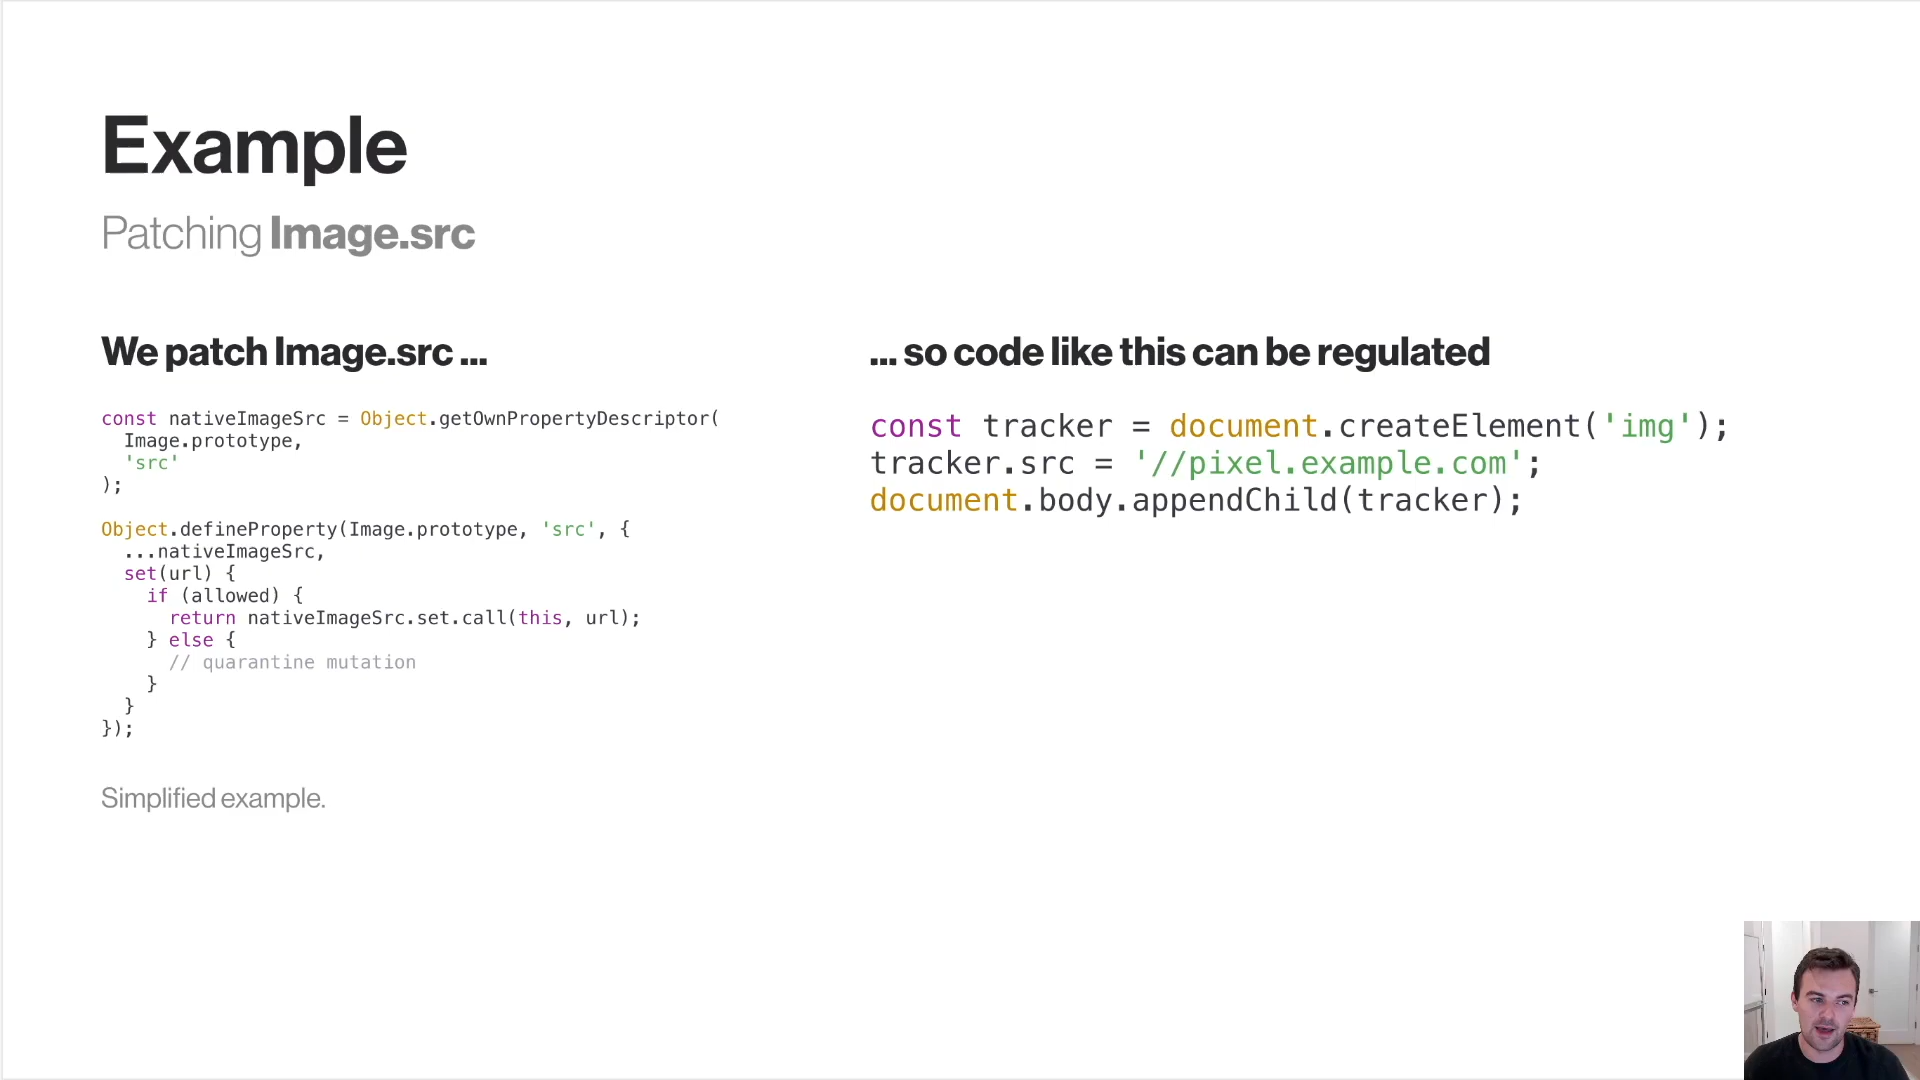 Example
Patching Image.src
We patch Image.src ...
const nativeImageSrc = Object.getOwnPropertyDescriptor(
  Image.prototype,
  'src'
);
Object.defineProperty(Image.prototype, 'src', {
  ...nativeImageSrc,
  set(url) {
    if (allowed) {
      return nativeImageSrc.set.call(this, url);
    } else {
      // quarantine mutation
    }
  }
});
Simplified example.
... so code like this can be regulated
const tracker = document.createElement('img');
tracker.src = '//pixel.example.com';
document.body.appendChild(tracker);